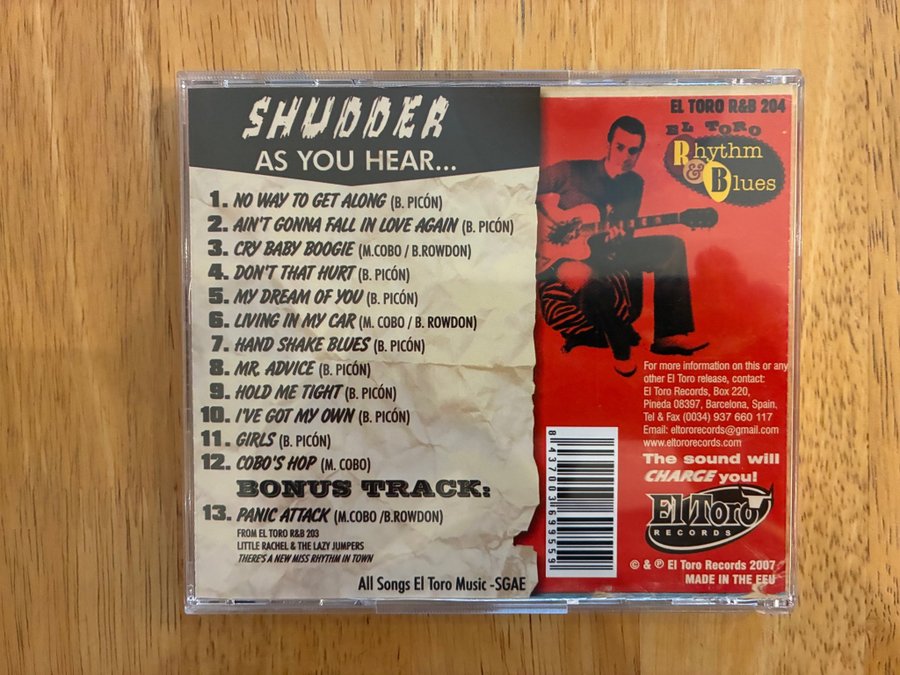 SHUDDER
AS YOU HEAR...
1. NO WAY TO GET ALONG (B. PICÓN)
2. AIN'T GONNA FALL IN LOVE AGAIN (B. PICÓN)
3. CRY BABY BOOGIE (M.COBO / B.ROWDON)
4. DON'T THAT HURT (B. PICÓN)
5. MY DREAM OF YOU (B. PICÓN)
6. LIVING IN MY CAR (M. COBO / B. ROWDON)
7. HAND SHAKE BLUES (B. PICÓN)
8. MR. ADVICE (B. PICÓN)
9. HOLD ME TIGHT (B. PICÓN)
10. I'VE GOT MY OWN (B. PICÓN)
11. GIRLS (B. PICÓN)
12. COBO'S HOP (M. COBO)
BONUS TRACK:
13. PANIC ATTACK (M.COBO /B.ROWDON)
FROM EL TORO R&B 203
LITTLE RACHEL & THE LAZY JUMPERS
THERE'S A NEW MISS RHYTHM IN TOWN
All Songs El Toro Music -SGAE
EL TORO R&B 204
EL TORO
Rhythm
&
Blues
For more information on this or any
other El Toro release, contact:
El Toro Records, Box 220,
Pineda 08397, Barcelona, Spain.
Tel & Fax (0034) 937 660 117
Email: eltororecords@gmail.com
www.eltororecords.com
The sound will
CHARGE you!
El Toro
RECORDS
8437003699559
© & ℗ El Toro Records 2007
MADE IN THE EEU